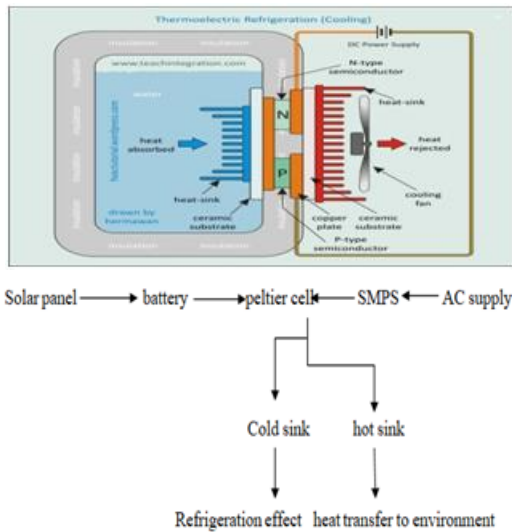 Thermoelectric Refrigeration (Cooling)
insulation
insulation
DC Power Supply
www.teachintegration.com
N-type
semiconductor
water
heat-sink
N
heat
absorbed
heat
rejected
P
heat-sink
cooling
fan
ceramic
substrate
copper
plate
ceramic
substrate
drawn by
hermawan
P-type
semiconductor
insulation
insulation
Solar panel
battery
peltier cell
SMPS
AC supply
Cold sink
hot sink
Refrigeration effect
heat transfer to environment